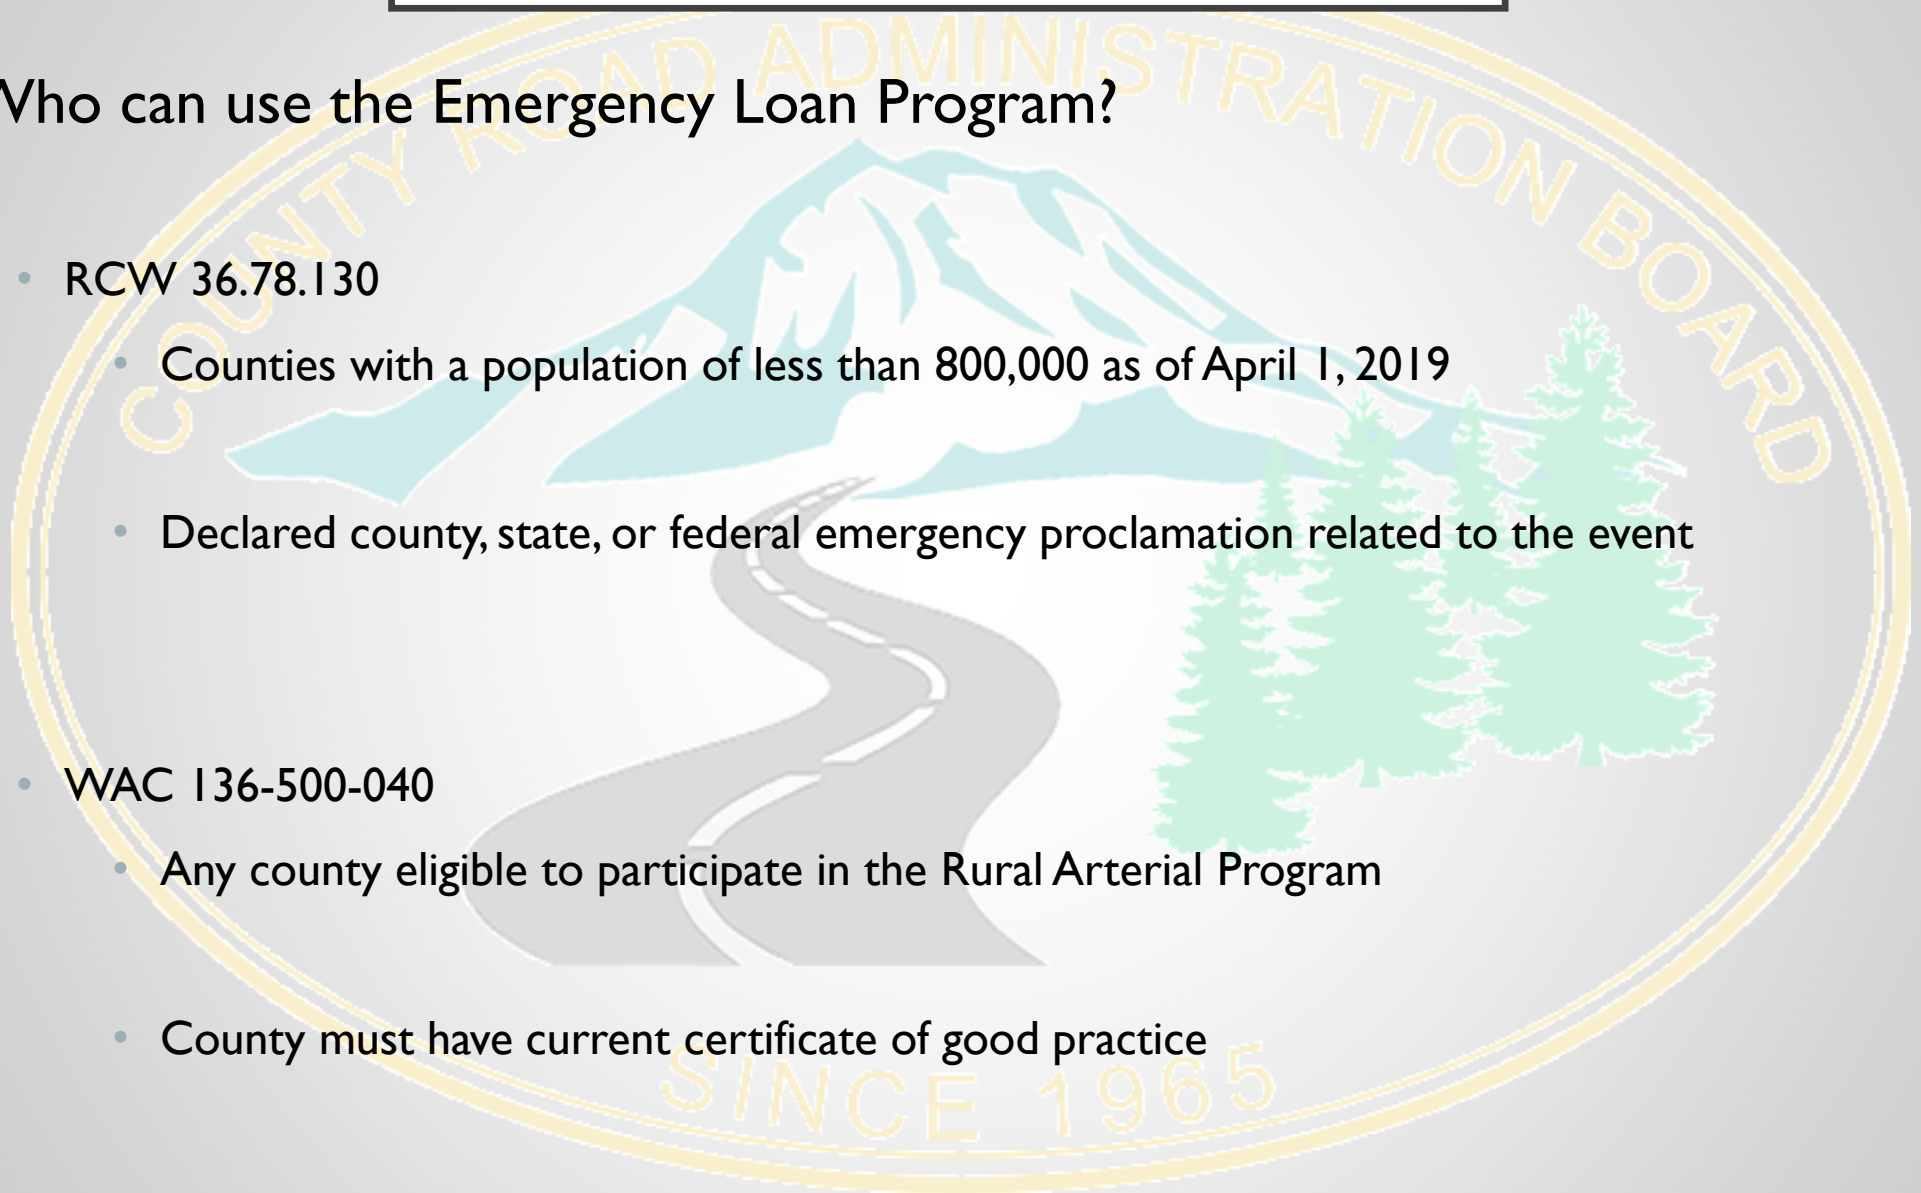 Who can use the Emergency Loan Program?
• RCW 36.78.130
• Counties with a population of less than 800,000 as of April 1, 2019
• Declared county, state, or federal emergency proclamation related to the event
• WAC 136-500-040
• Any county eligible to participate in the Rural Arterial Program
• County must have current certificate of good practice
COUNTY ROAD ADMINISTRATION BOARD
SINCE 1965